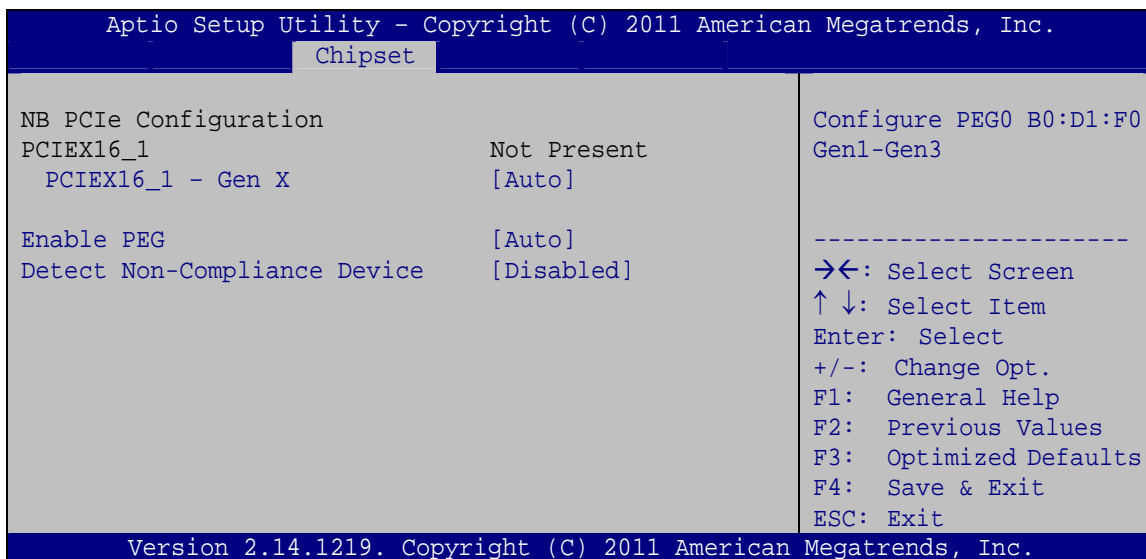 Aptio Setup Utility – Copyright (C) 2011 American Megatrends, Inc.
Chipset
NB PCIe Configuration
PCIEX16_1 Not Present
PCIEX16_1 – Gen X [Auto]
Enable PEG [Auto]
Detect Non-Compliance Device [Disabled]
Configure PEG0 B0:D1:F0
Gen1-Gen3
----------------------
→←: Select Screen
↑ ↓: Select Item
Enter: Select
+/-: Change Opt.
F1: General Help
F2: Previous Values
F3: Optimized Defaults
F4: Save & Exit
ESC: Exit
Version 2.14.1219. Copyright (C) 2011 American Megatrends, Inc.